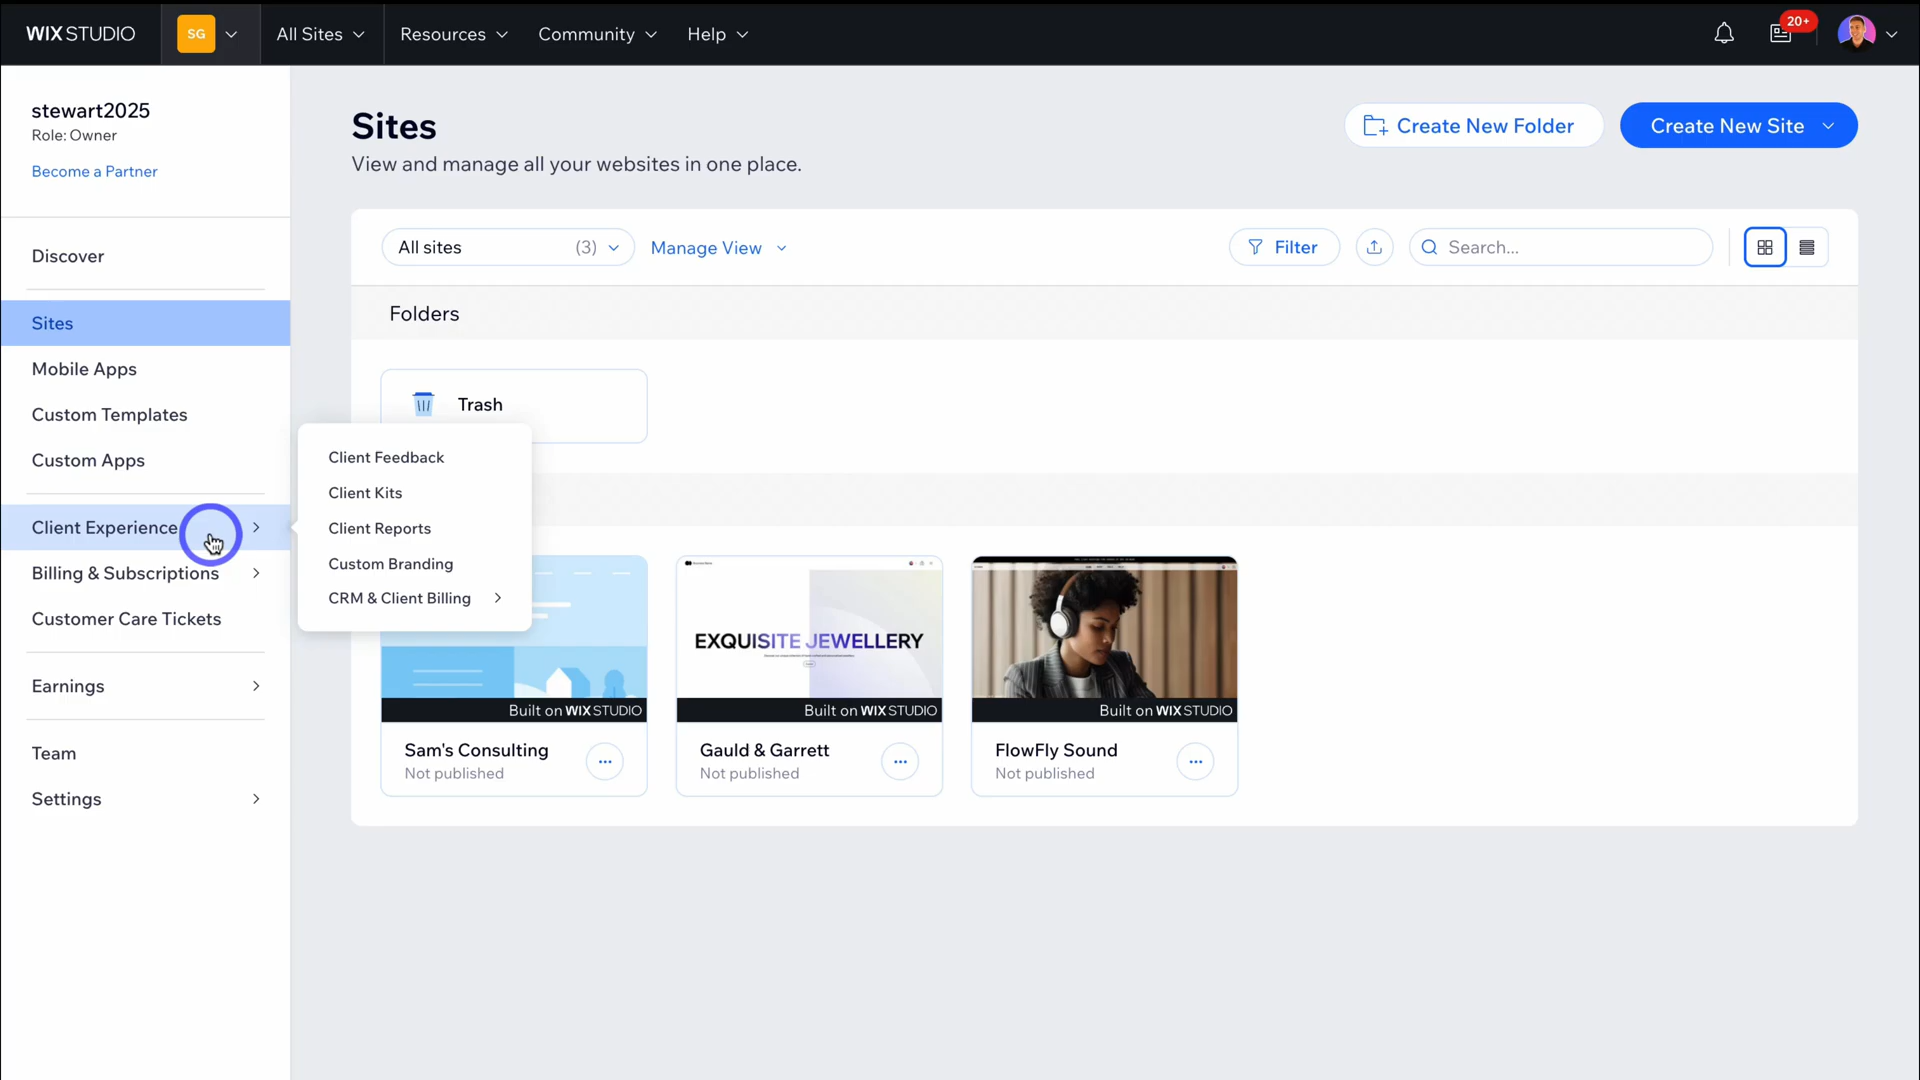 WIX STUDIO
SG
All Sites
Resources
Community
Help
20+
stewart2025
Role: Owner
Become a Partner
Discover
Sites
Mobile Apps
Custom Templates
Custom Apps
Client Experience
Billing & Subscriptions
Customer Care Tickets
Earnings
Team
Settings
Client Feedback
Client Kits
Client Reports
Custom Branding
CRM & Client Billing
Sites
View and manage all your websites in one place.
Create New Folder
Create New Site
All sites (3)
Manage View
Filter
Search...
Folders
Trash
Built on WIX STUDIO
Sam's Consulting
Not published
EXQUISITE JEWELLERY
Built on WIX STUDIO
Gauld & Garrett
Not published
Built on WIX STUDIO
FlowFly Sound
Not published